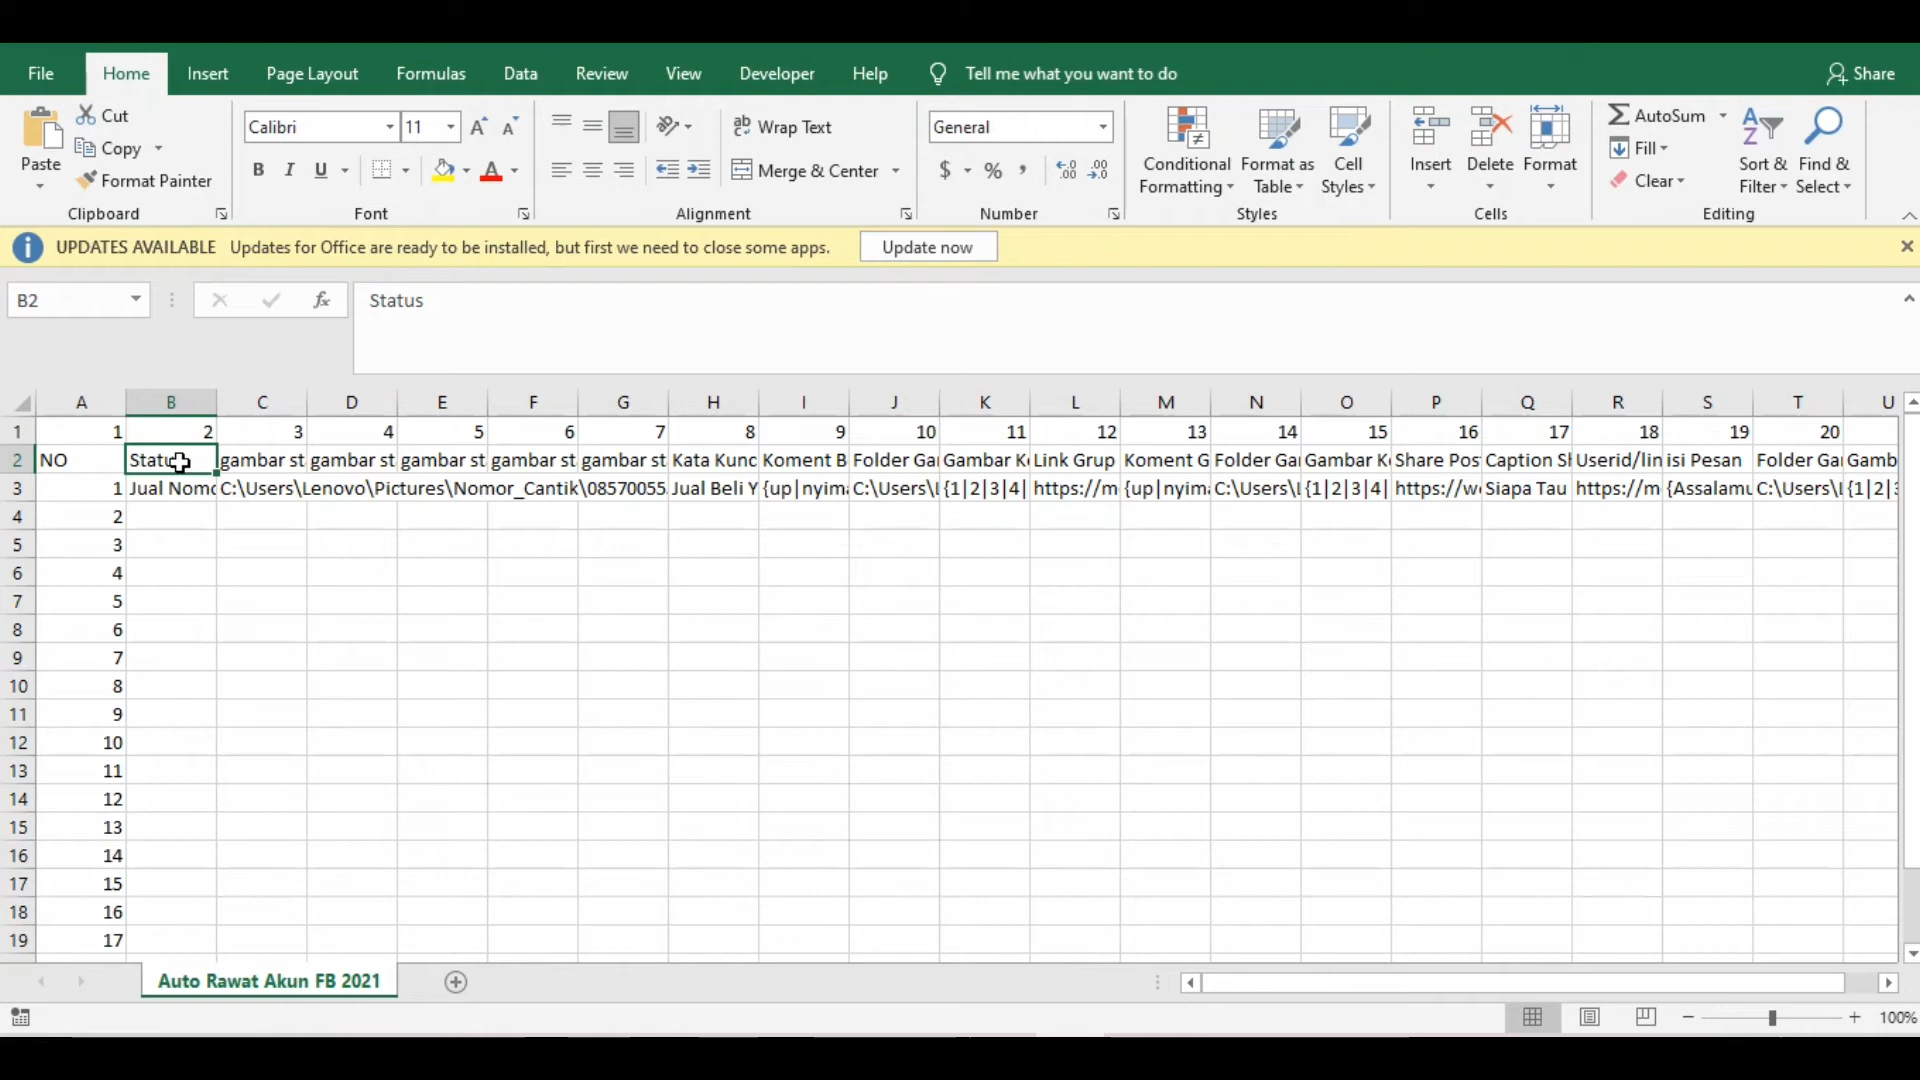 File Home Insert Page Layout Formulas Data Review View Developer Help Tell me what you want to do Share
Paste Cut Copy Format Painter Clipboard
Calibri 11 A A B I U A Font
Wrap Text Merge & Center Alignment
General $ % , .00 .00 Number
Conditional Formatting Format as Table Cell Styles Styles
Insert Delete Format Cells
AutoSum Fill Clear Sort & Filter Find & Select Editing
UPDATES AVAILABLE Updates for Office are ready to be installed, but first we need to close some apps. Update now
B2 fx Status
A B C D E F G H I J K L M N O P Q R S T U
1 1 2 3 4 5 6 7 8 9 10 11 12 13 14 15 16 17 18 19 20
2 NO Status gambar st gambar st gambar st gambar st gambar st Kata Kunc Koment B Folder Gar Gambar K Link Grup Koment G Folder Gar Gambar K Share Pos Caption Sh Userid/lin isi Pesan Folder Gar Gamb
3 1 Jual Nomo C:\Users\Lenovo\Pictures\Nomor_Cantik\08570055 Jual Beli Y {up|nyima C:\Users\L {1|2|3|4| https://m {up|nyima C:\Users\L {1|2|3|4| https://w Siapa Tau https://m {Assalamu C:\Users\L {1|2|3
4 2
5 3
6 4
7 5
8 6
9 7
10 8
11 9
12 10
13 11
14 12
15 13
16 14
17 15
18 16
19 17
Auto Rawat Akun FB 2021
100%